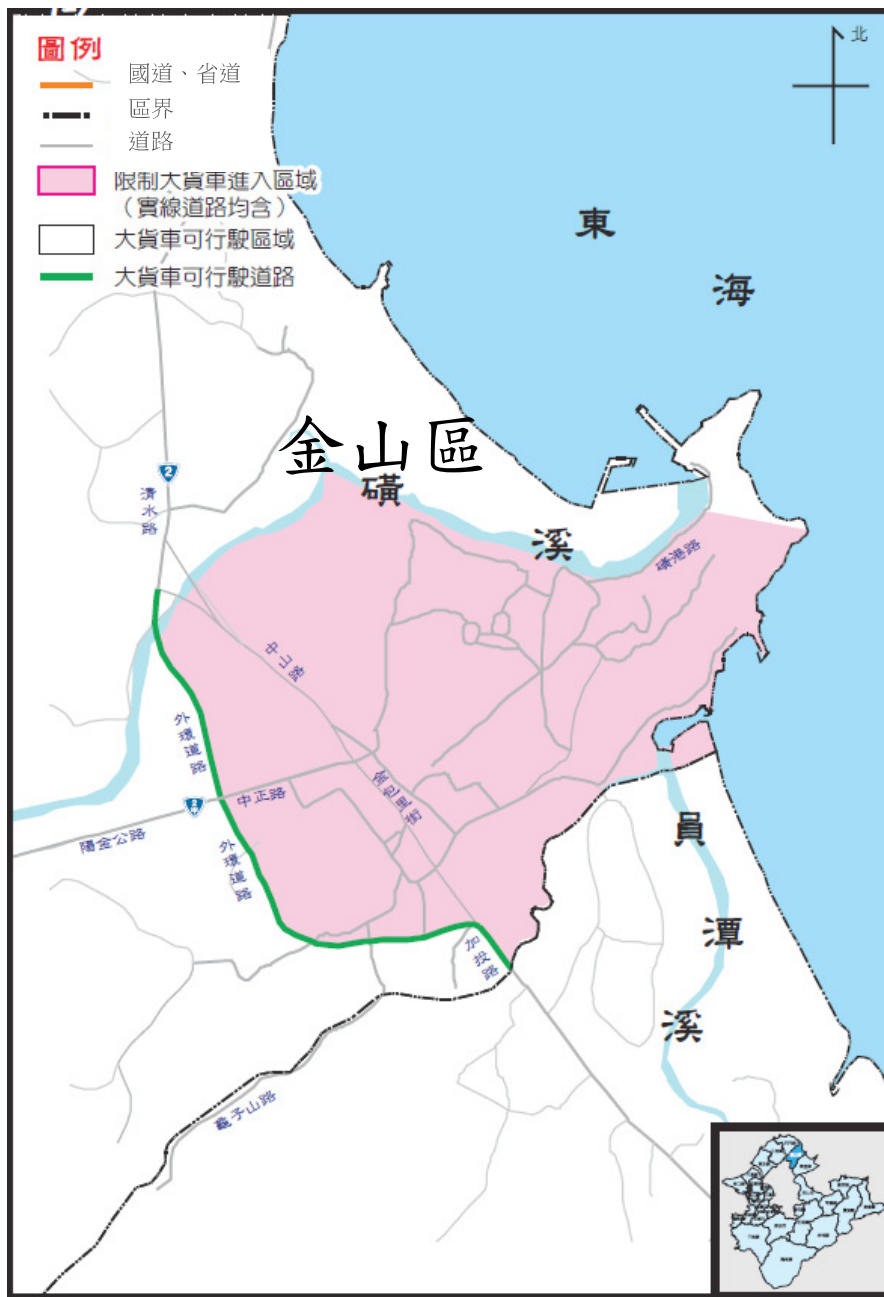 圖例
國道、省道
區界
道路
限制大貨車進入區域
（實線道路均含）
大貨車可行駛區域
大貨車可行駛道路
北
東
海
金山區
磺
溪
2
清水路
磺港路
中山路
外環道路
2甲
中正路
金包里街
陽金公路
外環道路
加投路
員
潭
溪
龜子山路